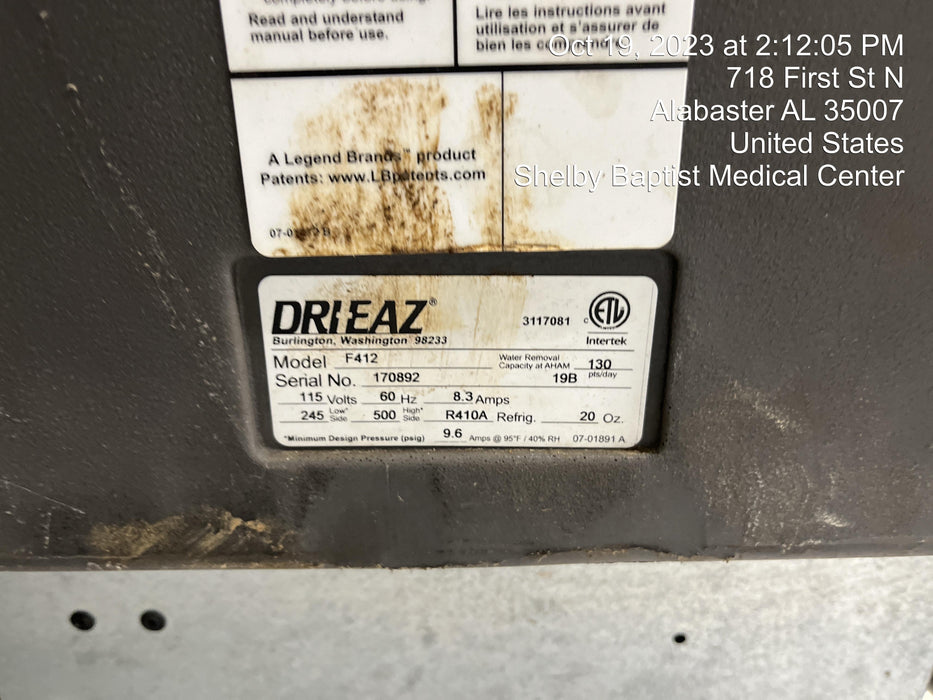 Read and understand
manual before use.
Lire les instructions avant
utilisation et s'assurer de
bien les
Oct 19, 2023 at 2:12:05 PM
718 First St N
Alabaster AL 35007
United States
Shelby Baptist Medical Center
A Legend Brands™ product
Patents: www.LBpatents.com
DRI-EAZ®
Burlington, Washington 98233
3117081
c ETL
Intertek
Model F412
Water Removal
Capacity at AHAM 130
pts/day
Serial No. 170892
19B
115 Volts 60 Hz 8.3 Amps
245 Low* Side 500 High* Side R410A Refrig. 20 Oz.
*Minimum Design Pressure (psig) 9.6 Amps @ 95°F / 40% RH 07-01891 A